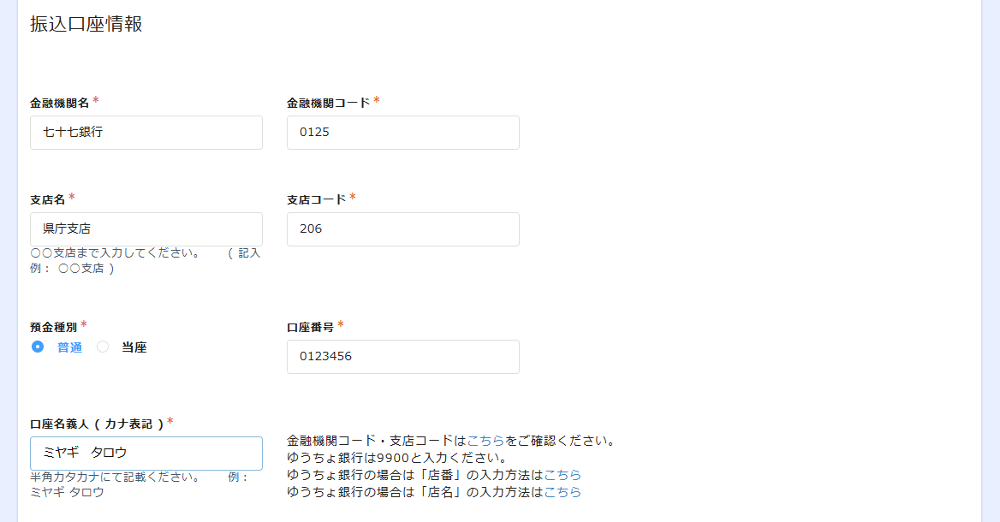 振込口座情報
金融機関名 *
金融機関コード *
七十七銀行
0125
支店名 *
支店コード *
県庁支店
206
〇〇支店まで入力してください。 ( 記入
例： 〇〇支店 )
預金種別 *
口座番号 *
普通 当座
0123456
口座名義人 ( カナ表記 ) *
ミヤギ　タロウ
半角カタカナにて記載ください。 例：
ミヤギ タロウ
金融機関コード・支店コードはこちらをご確認ください。
ゆうちょ銀行は9900と入力ください。
ゆうちょ銀行の場合は「店番」の入力方法はこちら
ゆうちょ銀行の場合は「店名」の入力方法はこちら